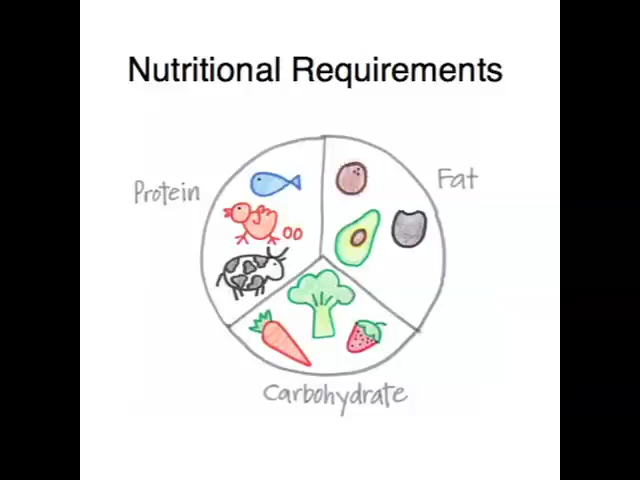 Nutritional Requirements
Protein
Fat
Carbohydrate